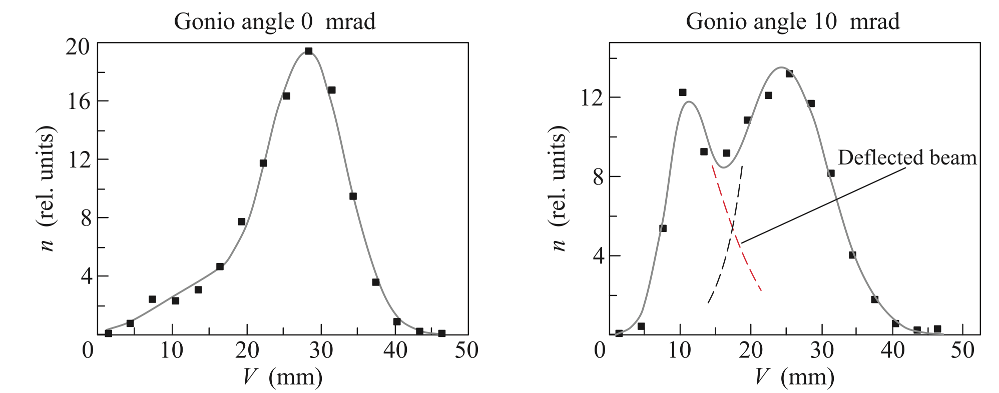 Gonio angle 0 mrad
20
16
12
8
4
n (rel. units)
0 10 20 30 40 50
V (mm)
Gonio angle 10 mrad
12
8
4
n (rel. units)
Deflected beam
0 10 20 30 40 50
V (mm)